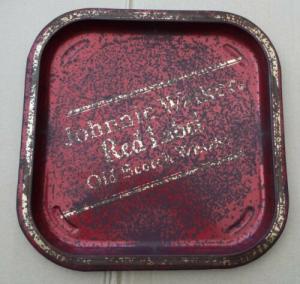 Johnnie Walker
Red Label
Old Scotch Whisky